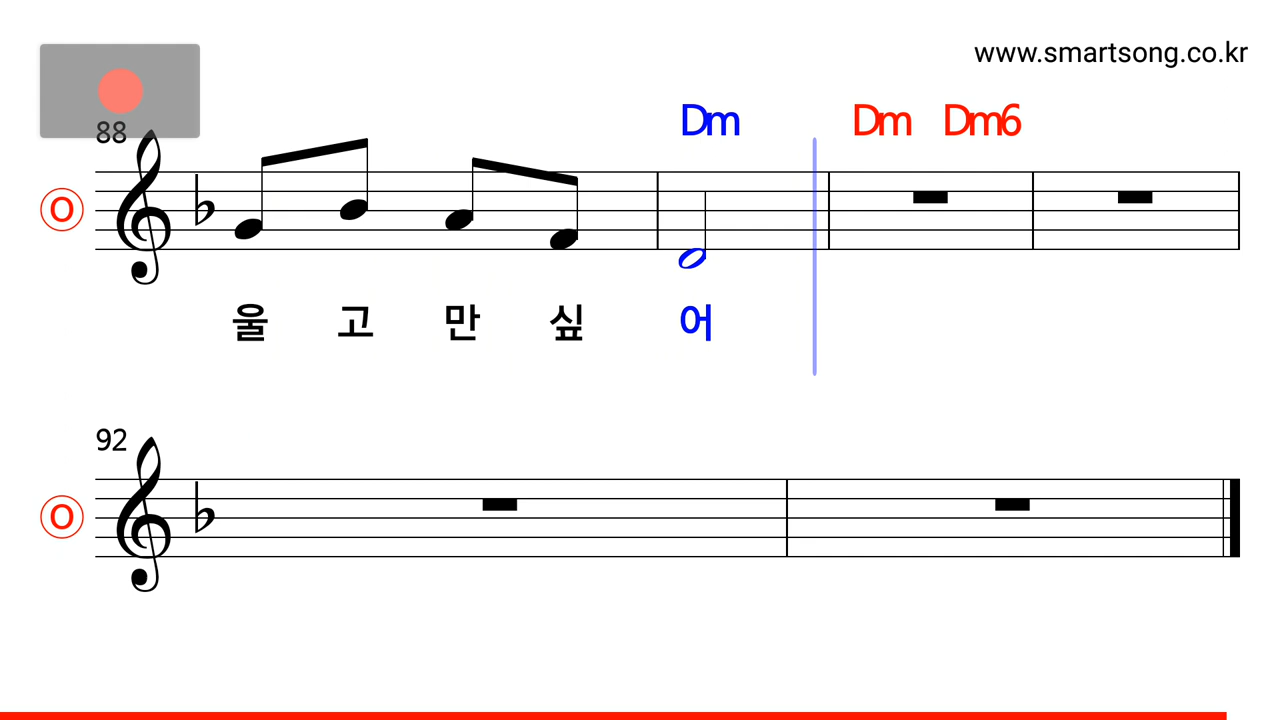 www.smartsong.co.kr
88
Dm Dm Dm6
O
울 고 만 싶 어
92
O